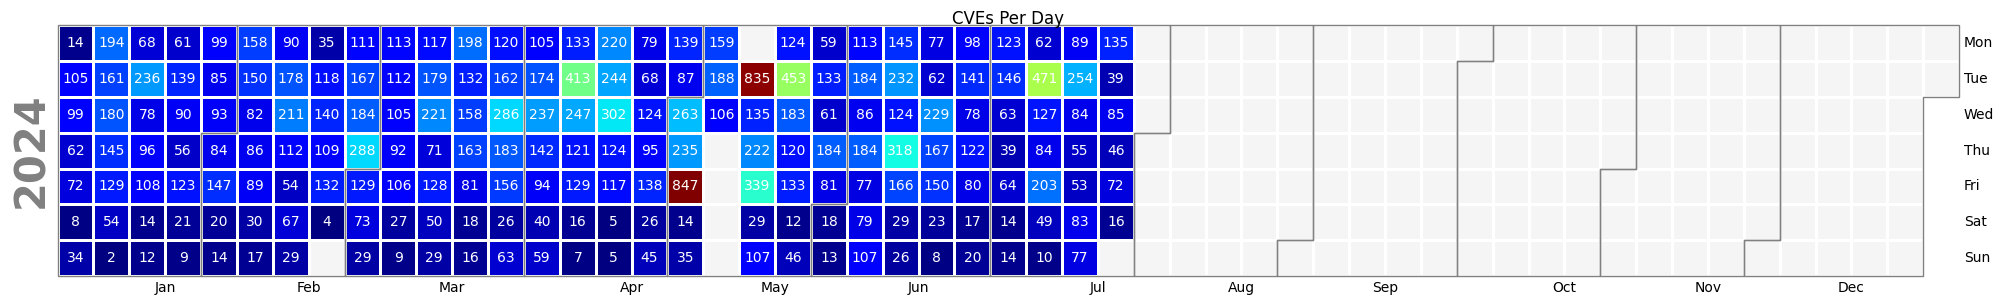 CVEs Per Day
2024
14 194 68 61 99 158 90 35 111 113 117 198 120 105 133 220 79 139 159 124 59 113 145 77 98 123 62 89 135 Mon
105 161 236 139 85 150 178 118 167 112 179 132 162 174 413 244 68 87 188 835 453 133 184 232 62 141 146 471 254 39 Tue
99 180 78 90 93 82 211 140 184 105 221 158 286 237 247 302 124 263 106 135 183 61 86 124 229 78 63 127 84 85 Wed
62 145 96 56 84 86 112 109 288 92 71 163 183 142 121 124 95 235 222 120 184 184 318 167 122 39 84 55 46 Thu
72 129 108 123 147 89 54 132 129 106 128 81 156 94 129 117 138 847 339 133 81 77 166 150 80 64 203 53 72 Fri
8 54 14 21 20 30 67 4 73 27 50 18 26 40 16 5 26 14 29 12 18 79 29 23 17 14 49 83 16 Sat
34 2 12 9 14 17 29 29 9 29 16 63 59 7 5 45 35 107 46 13 107 26 8 20 14 10 77 Sun
Jan Feb Mar Apr May Jun Jul Aug Sep Oct Nov Dec